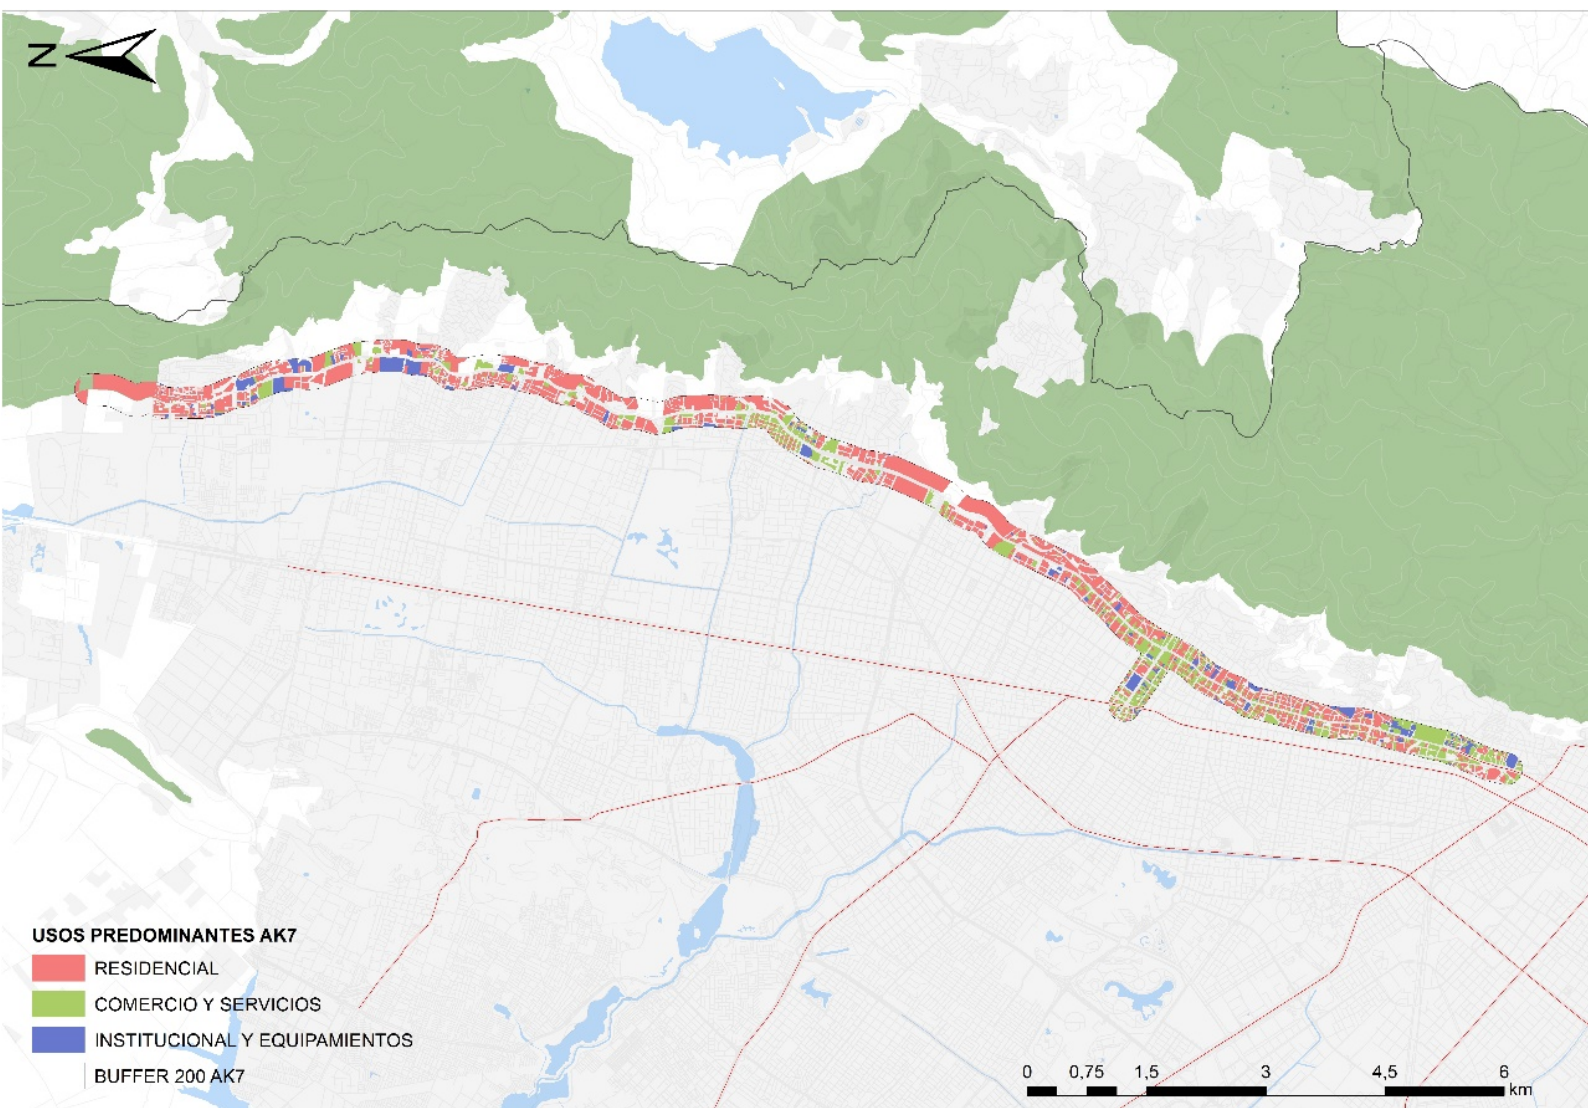 N
USOS PREDOMINANTES AK7
RESIDENCIAL
COMERCIO Y SERVICIOS
INSTITUCIONAL Y EQUIPAMIENTOS
BUFFER 200 AK7
0 0,75 1,5 3 4,5 6
km